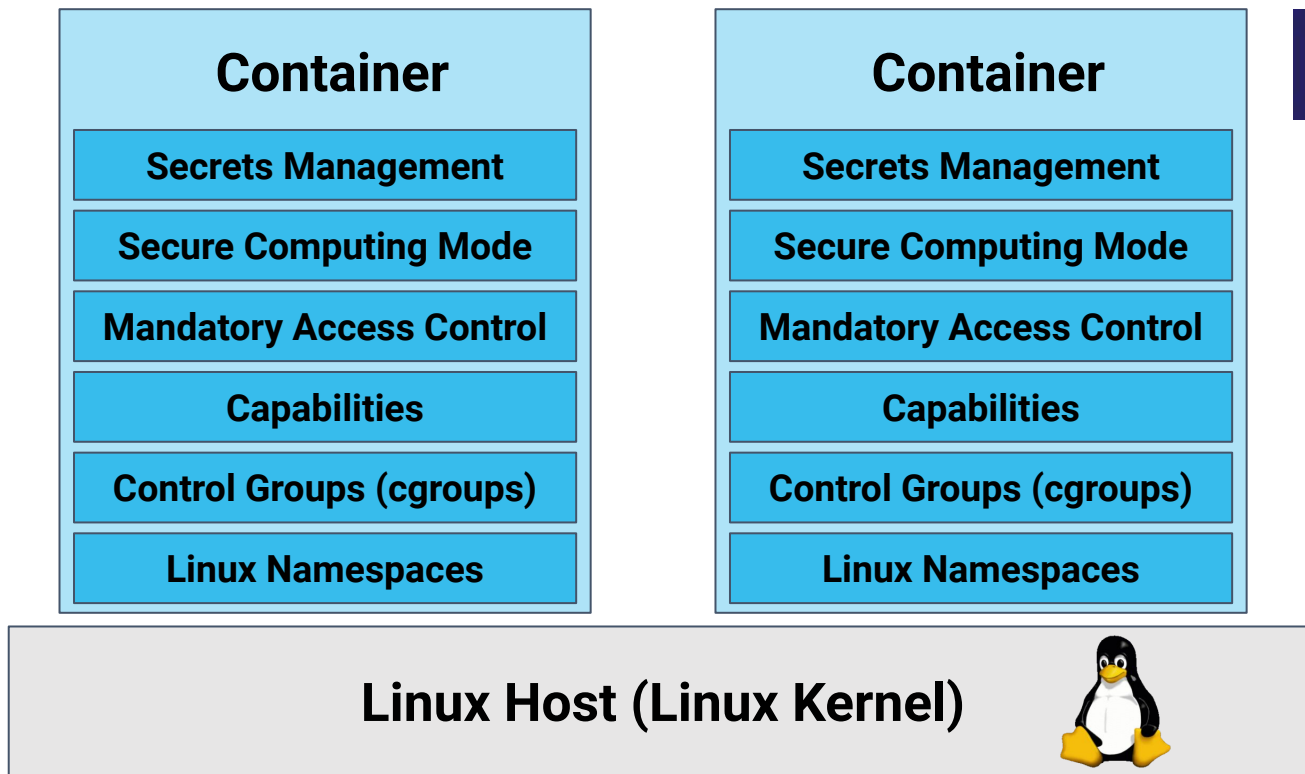 Container
Secrets Management
Secure Computing Mode
Mandatory Access Control
Capabilities
Control Groups (cgroups)
Linux Namespaces
Container
Secrets Management
Secure Computing Mode
Mandatory Access Control
Capabilities
Control Groups (cgroups)
Linux Namespaces
Linux Host (Linux Kernel)